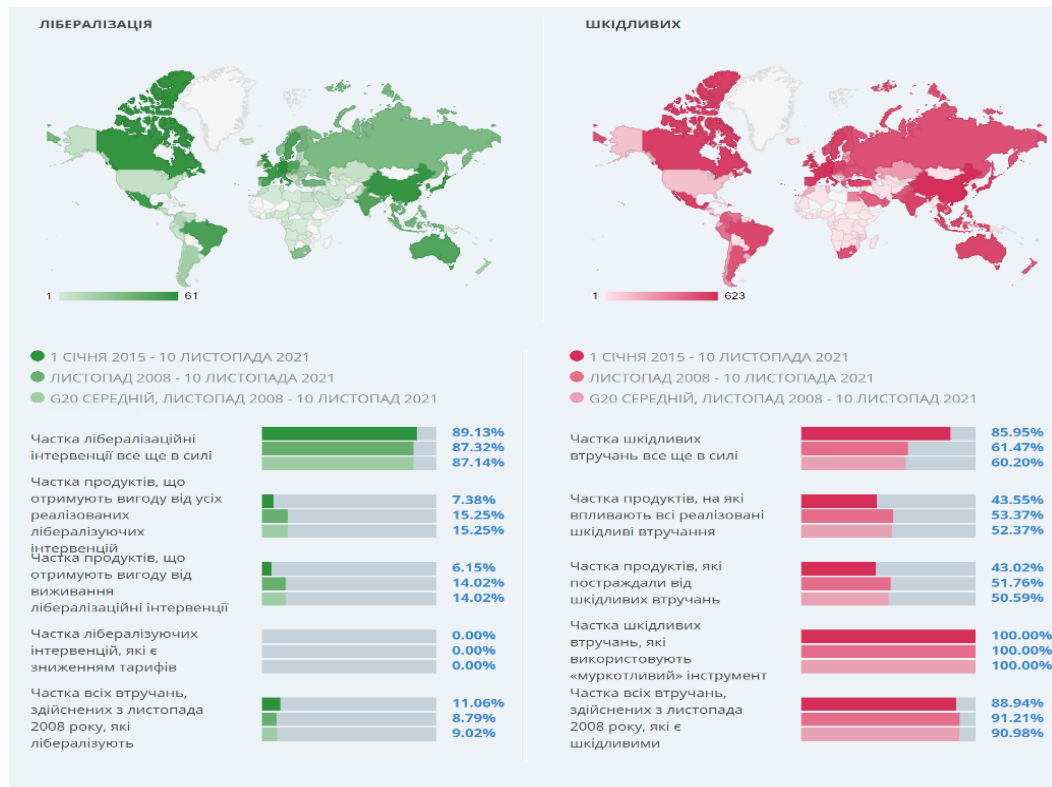 ЛІБЕРАЛІЗАЦІЯ
1 61
1 СІЧНЯ 2015 - 10 ЛИСТОПАДА 2021
ЛИСТОПАД 2008 - 10 ЛИСТОПАДА 2021
G20 СЕРЕДНІЙ, ЛИСТОПАД 2008 - 10 ЛИСТОПАД 2021
Частка лібералізаційні
інтервенції все ще в силі
89.13%
87.32%
87.14%
Частка продуктів, що
отримують вигоду від усіх
реалізованих
лібералізуючих
інтервенцій
7.38%
15.25%
15.25%
Частка продуктів, що
отримують вигоду від
виживання
лібералізаційні інтервенції
6.15%
14.02%
14.02%
Частка лібералізуючих
інтервенцій, які є
зниженням тарифів
0.00%
0.00%
0.00%
Частка всіх втручань,
здійснених з листопада
2008 року, які
лібералізують
11.06%
8.79%
9.02%
ШКІДЛИВИХ
1 623
1 СІЧНЯ 2015 - 10 ЛИСТОПАДА 2021
ЛИСТОПАД 2008 - 10 ЛИСТОПАДА 2021
G20 СЕРЕДНІЙ, ЛИСТОПАД 2008 - 10 ЛИСТОПАД 2021
Частка шкідливих
втручань все ще в силі
85.95%
61.47%
60.20%
Частка продуктів, на які
впливають всі реалізовані
шкідливі втручання
43.55%
53.37%
52.37%
Частка продуктів, які
постраждали від
шкідливих втручань
43.02%
51.76%
50.59%
Частка шкідливих
втручань, які
використовують
«муркотливий» інструмент
100.00%
100.00%
100.00%
Частка всіх втручань,
здійснених з листопада
2008 року, які є
шкідливими
88.94%
91.21%
90.98%